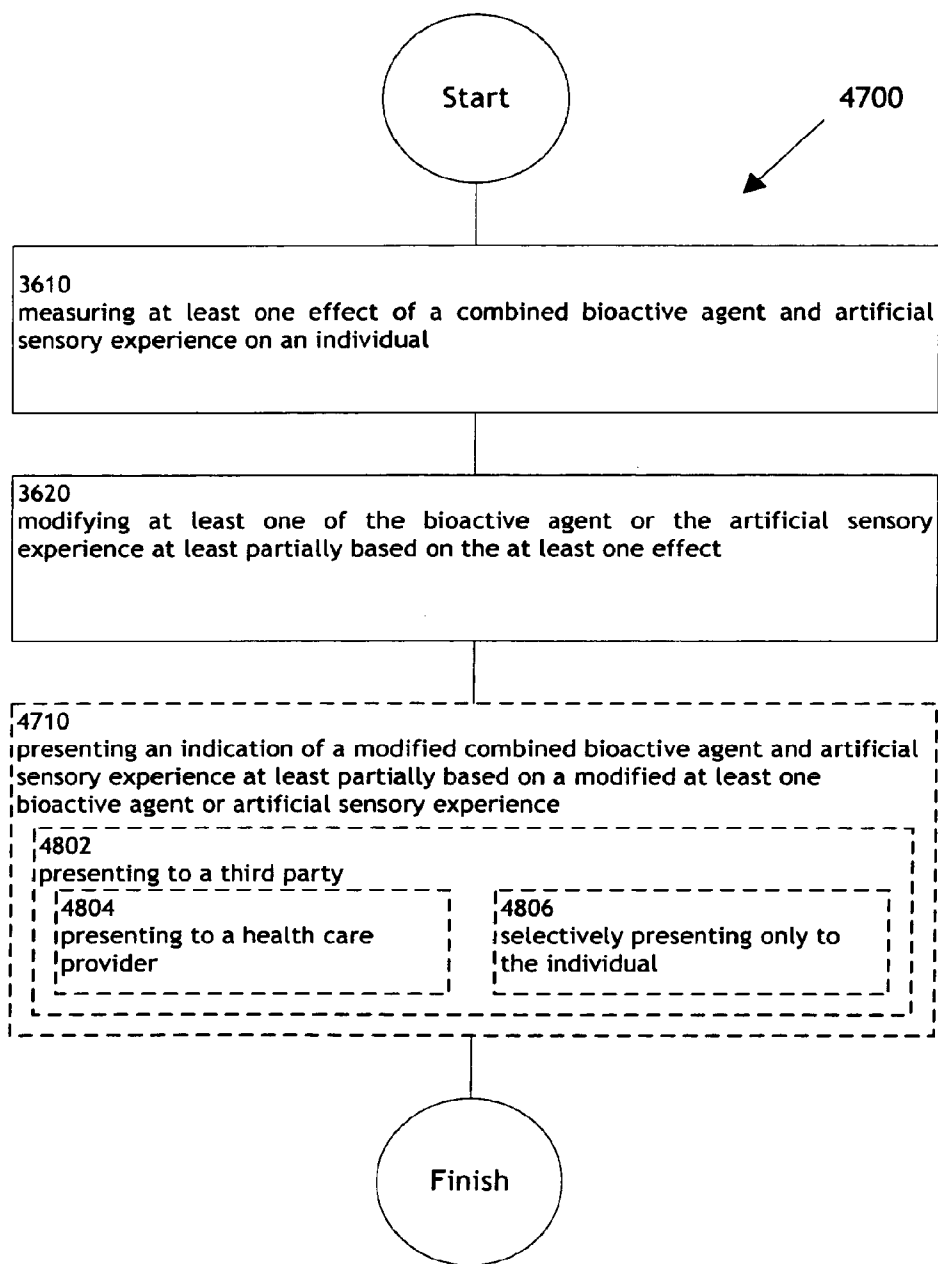 Start
4700
3610
measuring at least one effect of a combined bioactive agent and artificial
sensory experience on an individual
3620
modifying at least one of the bioactive agent or the artificial sensory
experience at least partially based on the at least one effect
4710
presenting an indication of a modified combined bioactive agent and artificial
sensory experience at least partially based on a modified at least one
bioactive agent or artificial sensory experience
4802
presenting to a third party
4804
presenting to a health care
provider
4806
selectively presenting only to
the individual
Finish